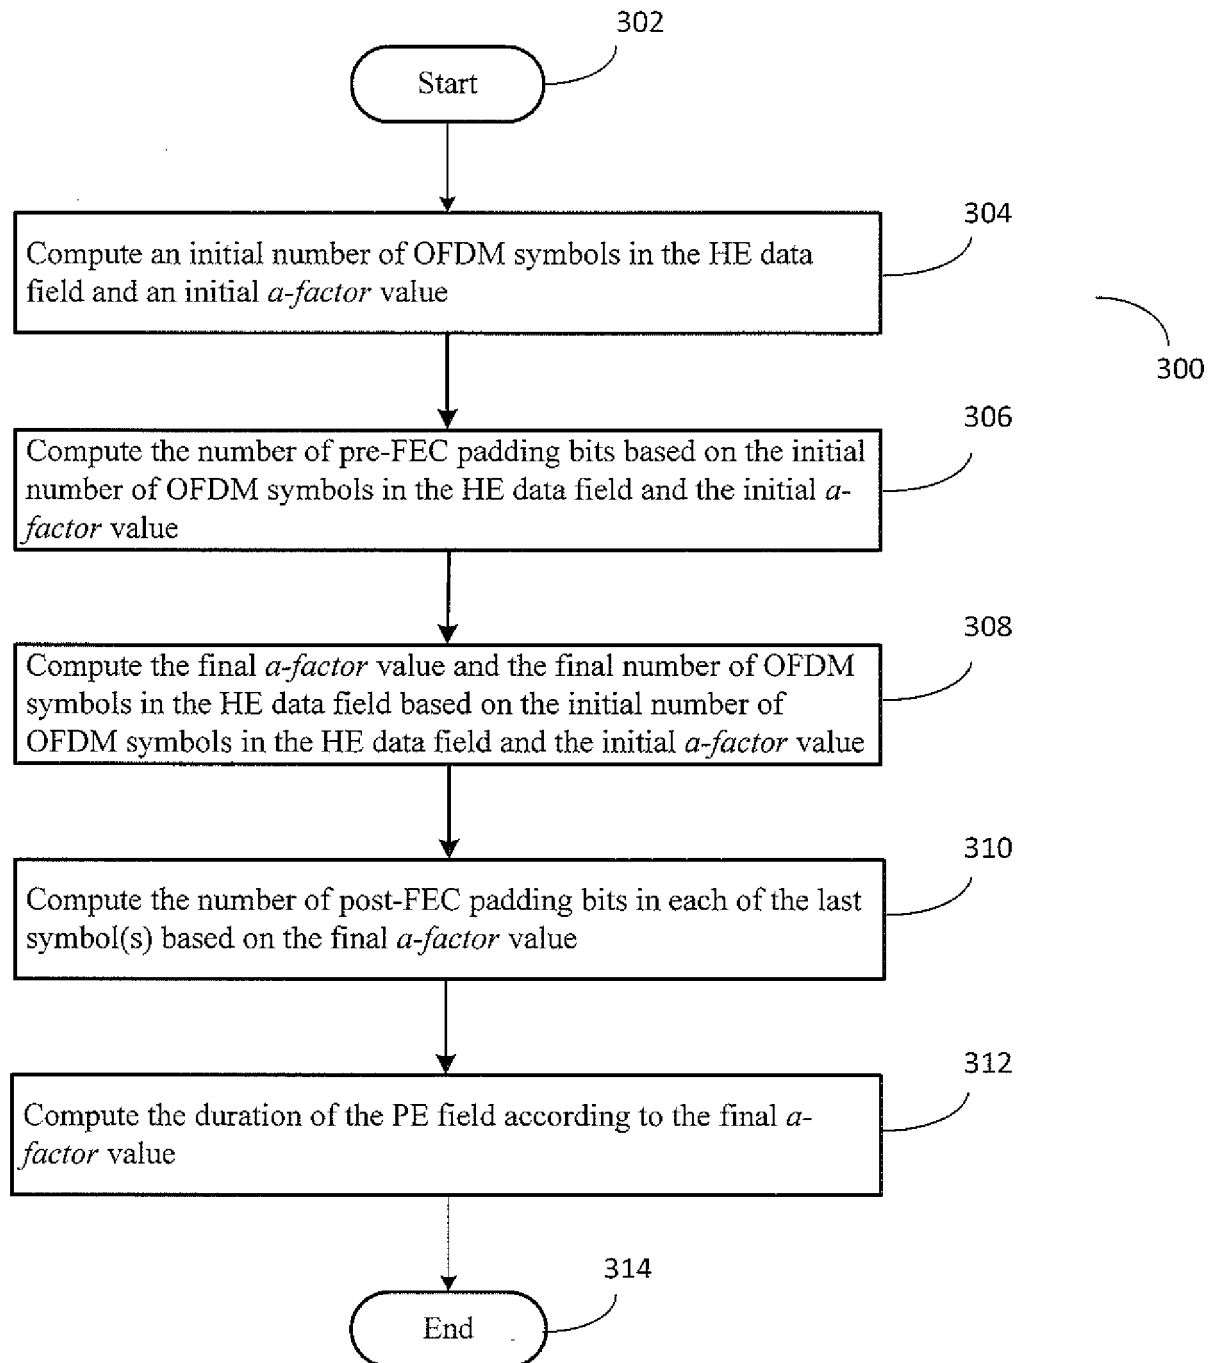 302
Start
304
Compute an initial number of OFDM symbols in the HE data
field and an initial a-factor value
300
306
Compute the number of pre-FEC padding bits based on the initial
number of OFDM symbols in the HE data field and the initial a-
factor value
308
Compute the final a-factor value and the final number of OFDM
symbols in the HE data field based on the initial number of
OFDM symbols in the HE data field and the initial a-factor value
310
Compute the number of post-FEC padding bits in each of the last
symbol(s) based on the final a-factor value
312
Compute the duration of the PE field according to the final a-
factor value
314
End